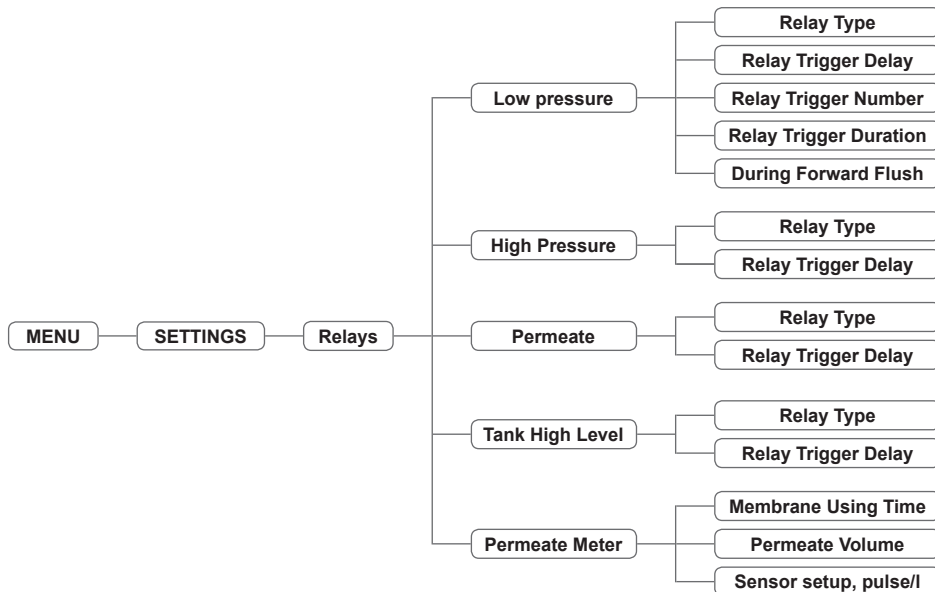 MENU
SETTINGS
Relays
Low pressure
Relay Type
Relay Trigger Delay
Relay Trigger Number
Relay Trigger Duration
During Forward Flush
High Pressure
Relay Type
Relay Trigger Delay
Permeate
Relay Type
Relay Trigger Delay
Tank High Level
Relay Type
Relay Trigger Delay
Permeate Meter
Membrane Using Time
Permeate Volume
Sensor setup, pulse/l